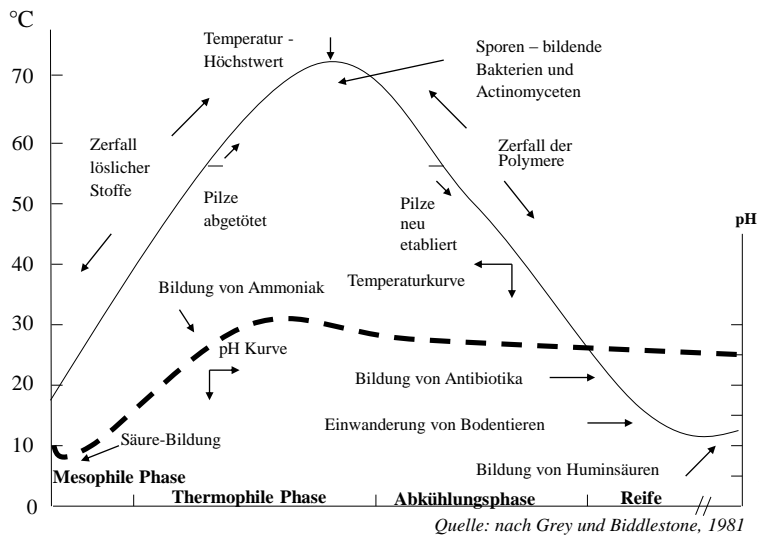 °C
70
60
50
40
30
20
10
0
Temperatur -
Höchstwert
Sporen – bildende
Bakterien und
Actinomyceten
Zerfall
löslicher
Stoffe
Zerfall der
Polymere
Pilze
abgetötet
Pilze
neu
etabliert
pH
Temperaturkurve
Bildung von Ammoniak
pH Kurve
Bildung von Antibiotika
Säure-Bildung
Einwanderung von Bodentieren
Bildung von Huminsäuren
Mesophile Phase
Thermophile Phase
Abkühlungsphase
Reife
Quelle: nach Grey und Biddlestone, 1981